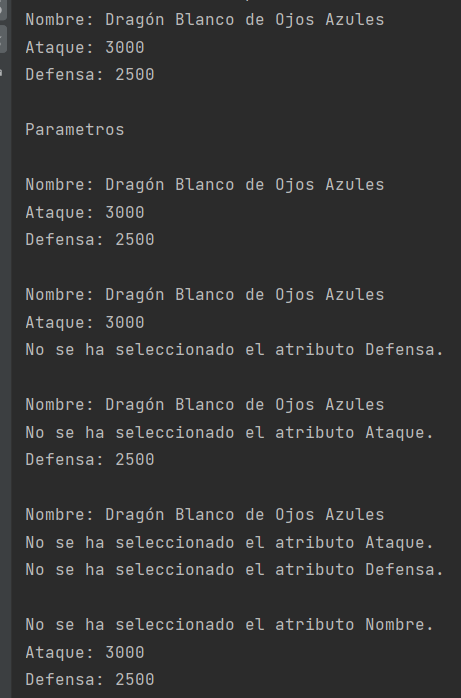 Nombre: Dragón Blanco de Ojos Azules
Ataque: 3000
Defensa: 2500
Parametros
Nombre: Dragón Blanco de Ojos Azules
Ataque: 3000
Defensa: 2500
Nombre: Dragón Blanco de Ojos Azules
Ataque: 3000
No se ha seleccionado el atributo Defensa.
Nombre: Dragón Blanco de Ojos Azules
No se ha seleccionado el atributo Ataque.
Defensa: 2500
Nombre: Dragón Blanco de Ojos Azules
No se ha seleccionado el atributo Ataque.
No se ha seleccionado el atributo Defensa.
No se ha seleccionado el atributo Nombre.
Ataque: 3000
Defensa: 2500